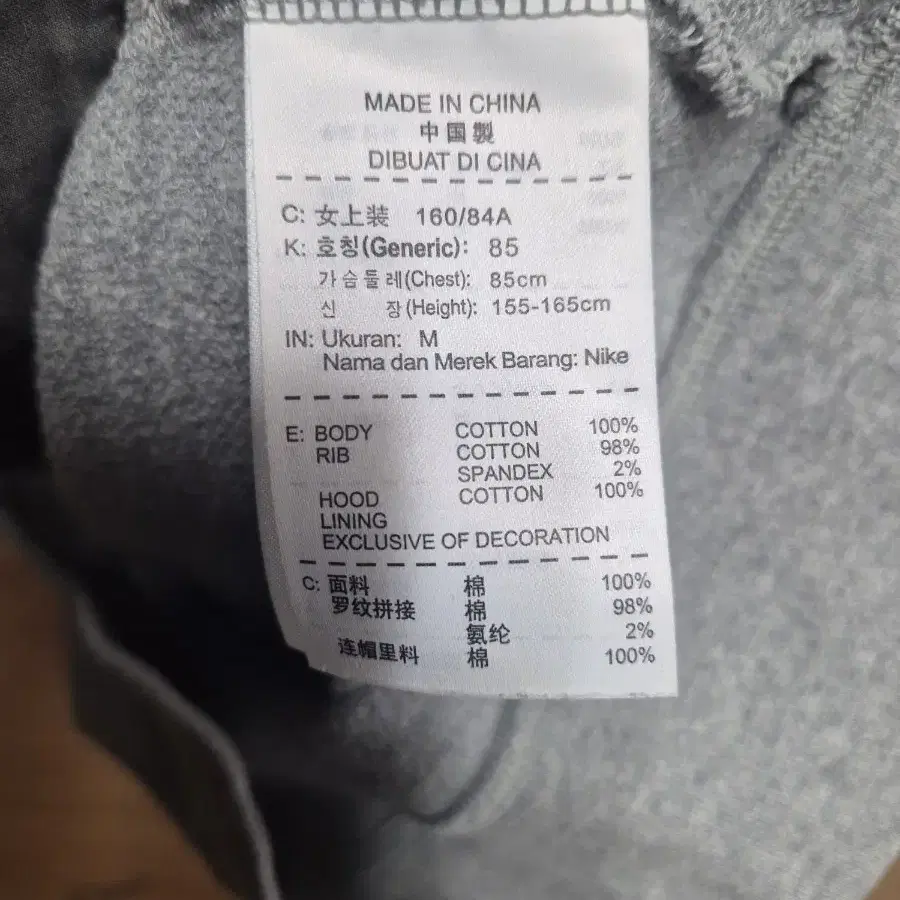 MADE IN CHINA
中国製
DIBUAT DI CINA
C: 女上装 160/84A
K: 호칭(Generic): 85
가슴둘레(Chest): 85cm
신 장(Height): 155-165cm
IN: Ukuran: M
Nama dan Merek Barang: Nike
E: BODY COTTON 100%
RIB COTTON 98%
SPANDEX 2%
HOOD COTTON 100%
LINING
EXCLUSIVE OF DECORATION
C: 面料 棉 100%
罗纹拼接 棉 98%
氨纶 2%
连帽里料 棉 100%